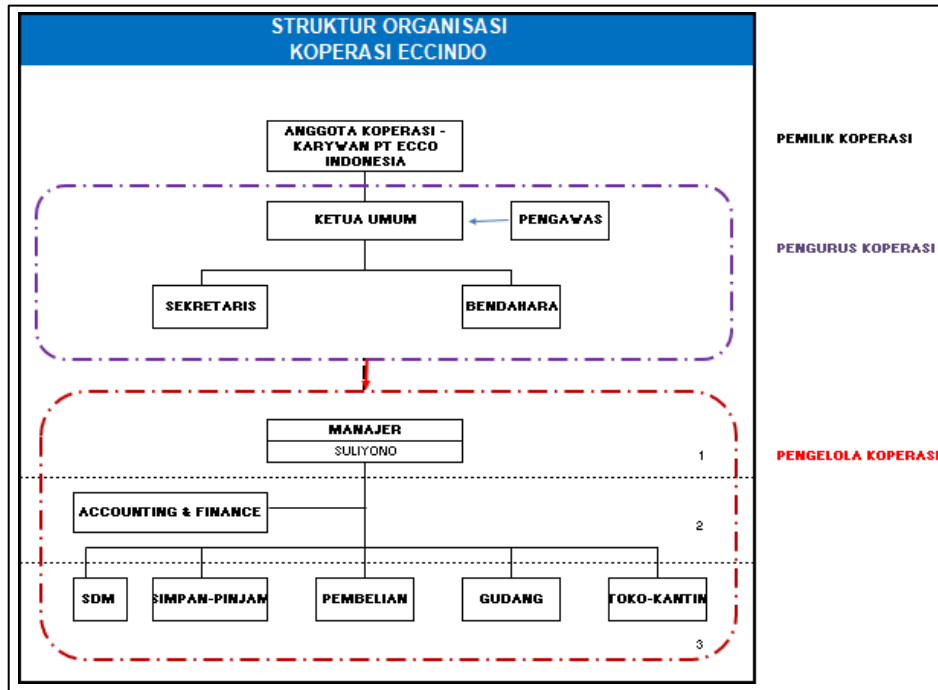 STRUKTUR ORGANISASI
KOPERASI ECCINDO
ANGGOTA KOPERASI -
KARYWAN PT ECCO
INDONESIA
PEMILIK KOPERASI
KETUA UMUM
PENGAWAS
PENGURUS KOPERASI
SEKRETARIS
BENDAHARA
MANAJER
SULIYONO
1
PENGELOLA KOPERASI
ACCOUNTING & FINANCE
2
SDM
SIMPAN-PINJAM
PEMBELIAN
GUDANG
TOKO-KANTIN
3